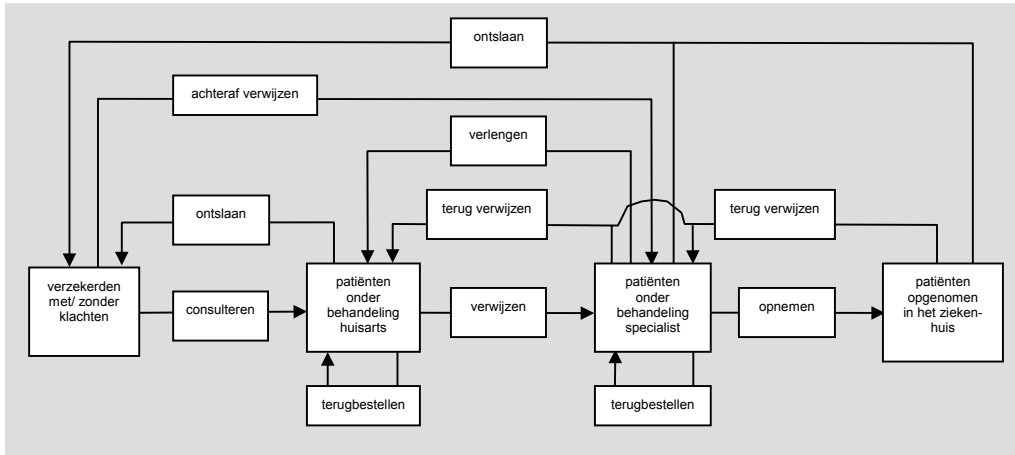 ontslaan
achteraf verwijzen
verlengen
ontslaan
terug verwijzen
terug verwijzen
verzekerden
met/ zonder
klachten
consulteren
patiënten
onder
behandeling
huisarts
verwijzen
patiënten
onder
behandeling
specialist
opnemen
patiënten
opgenomen
in het zieken-
huis
terugbestellen
terugbestellen